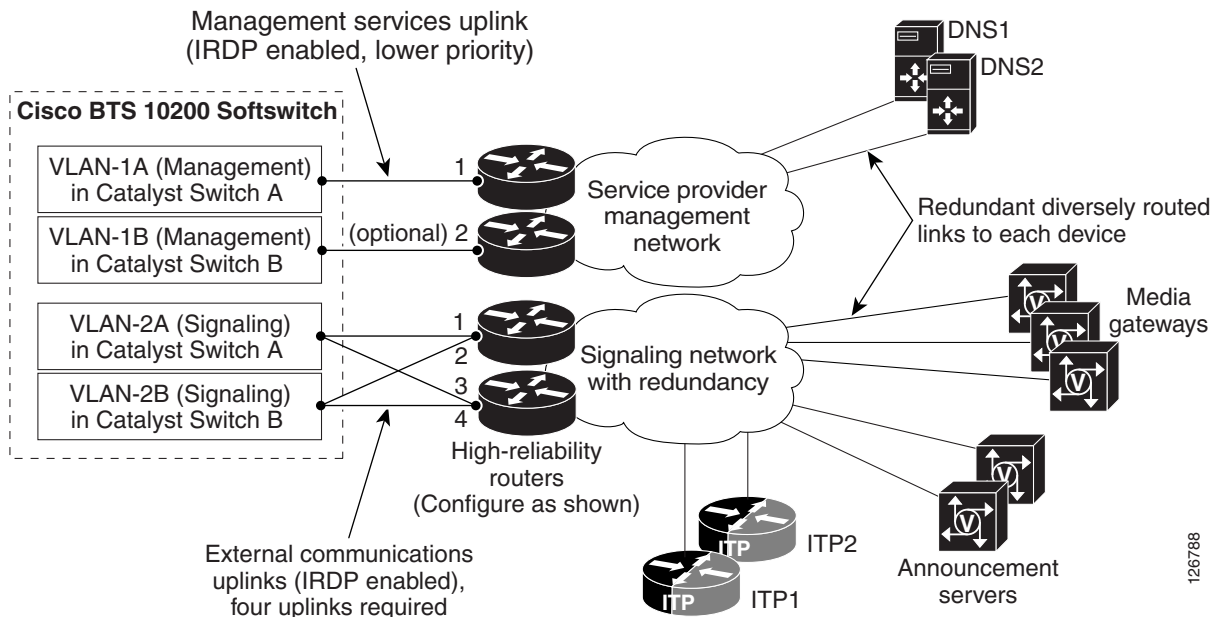 Management services uplink
(IRDP enabled, lower priority)
DNS1
DNS2
Cisco BTS 10200 Softswitch
VLAN-1A (Management)
in Catalyst Switch A
1
VLAN-1B (Management)
in Catalyst Switch B
(optional) 2
Service provider
management
network
Redundant diversely routed
links to each device
VLAN-2A (Signaling)
in Catalyst Switch A
1
2
VLAN-2B (Signaling)
in Catalyst Switch B
3
4
Signaling network
with redundancy
V
V
V
Media
gateways
High-reliability
routers
(Configure as shown)
V
V
Announcement
servers
ITP
ITP2
ITP
ITP1
External communications
uplinks (IRDP enabled),
four uplinks required
126788